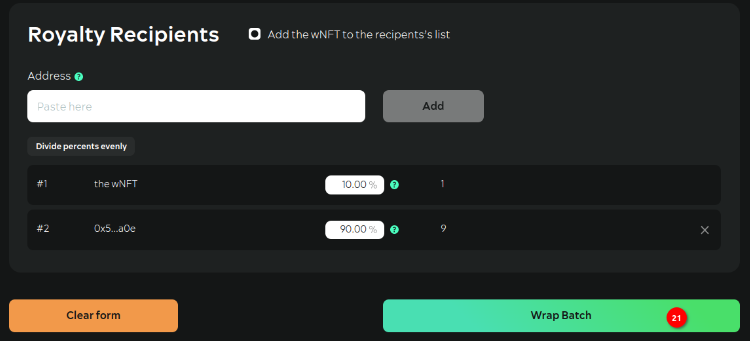 Royalty Recipients
Add the wNFT to the recipents's list
Address ?
Paste here
Add
Divide percents evenly
#1 the wNFT 10.00 % ? 1
#2 0x5...a0e 90.00 % ? 9
Clear form
Wrap Batch 21